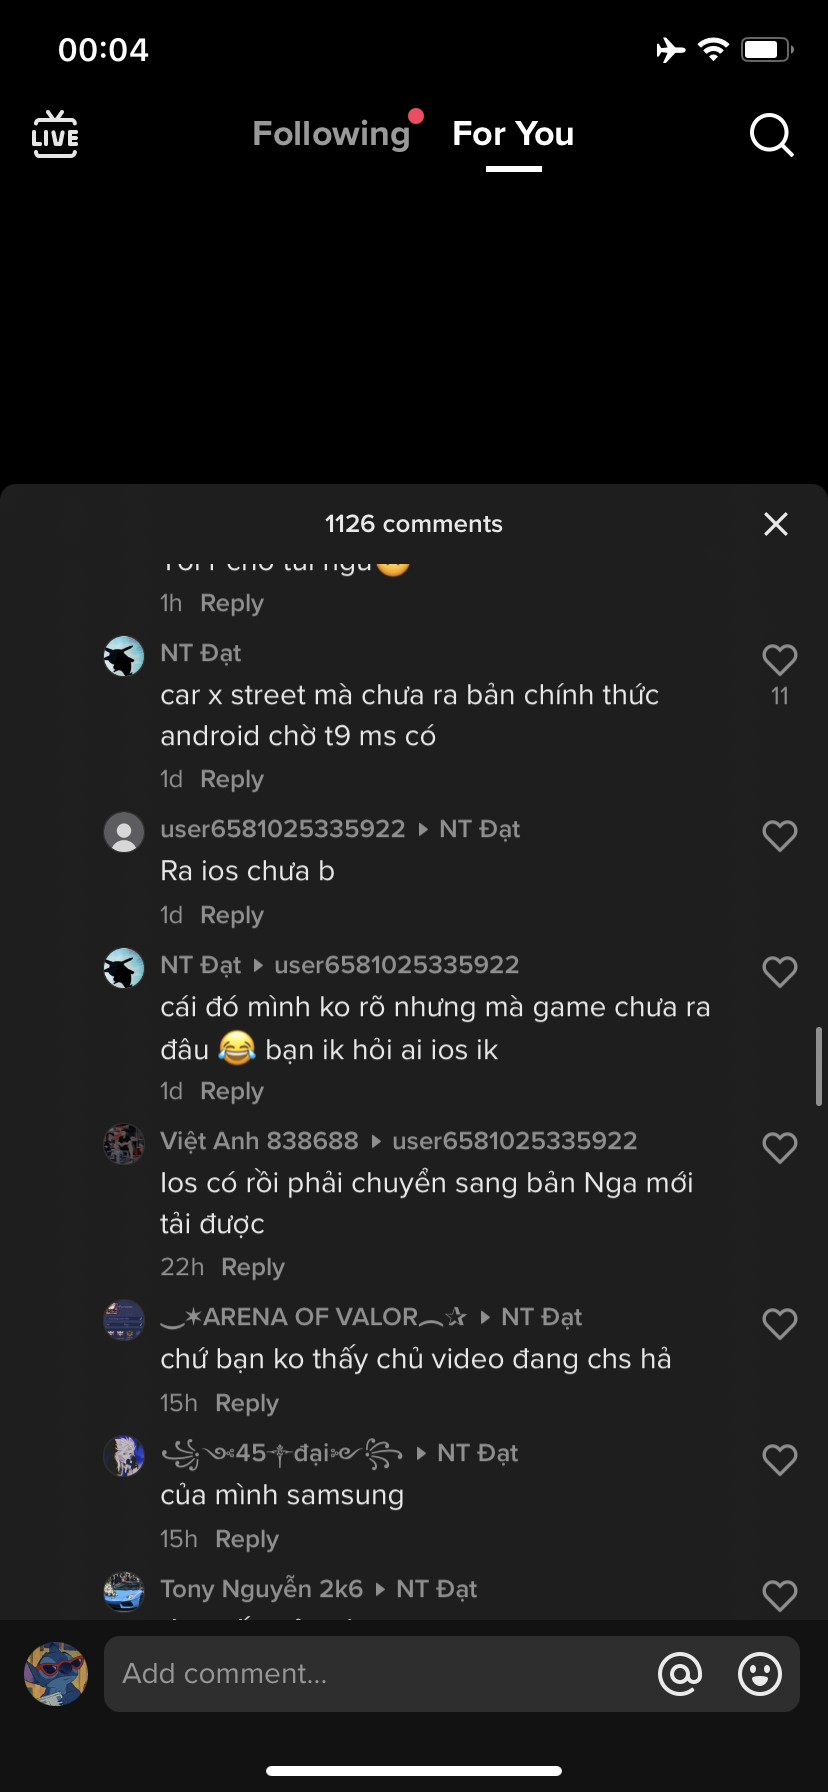 00:04
LIVE
Following
For You
1126 comments
1h Reply
NT Đạt
car x street mà chưa ra bản chính thức
android chờ t9 ms có
11
1d Reply
user6581025335922 ▸ NT Đạt
Ra ios chưa b
1d Reply
NT Đạt ▸ user6581025335922
cái đó mình ko rõ nhưng mà game chưa ra
đâu 😂 bạn ik hỏi ai ios ik
1d Reply
Việt Anh 838688 ▸ user6581025335922
Ios có rồi phải chuyển sang bản Nga mới
tải được
22h Reply
‿✶ARENA OF VALOR︵✰ ▸ NT Đạt
chứ bạn ko thấy chủ video đang chs hả
15h Reply
꧁༺45༒đại༻꧂ ▸ NT Đạt
của mình samsung
15h Reply
Tony Nguyễn 2k6 ▸ NT Đạt
Add comment...